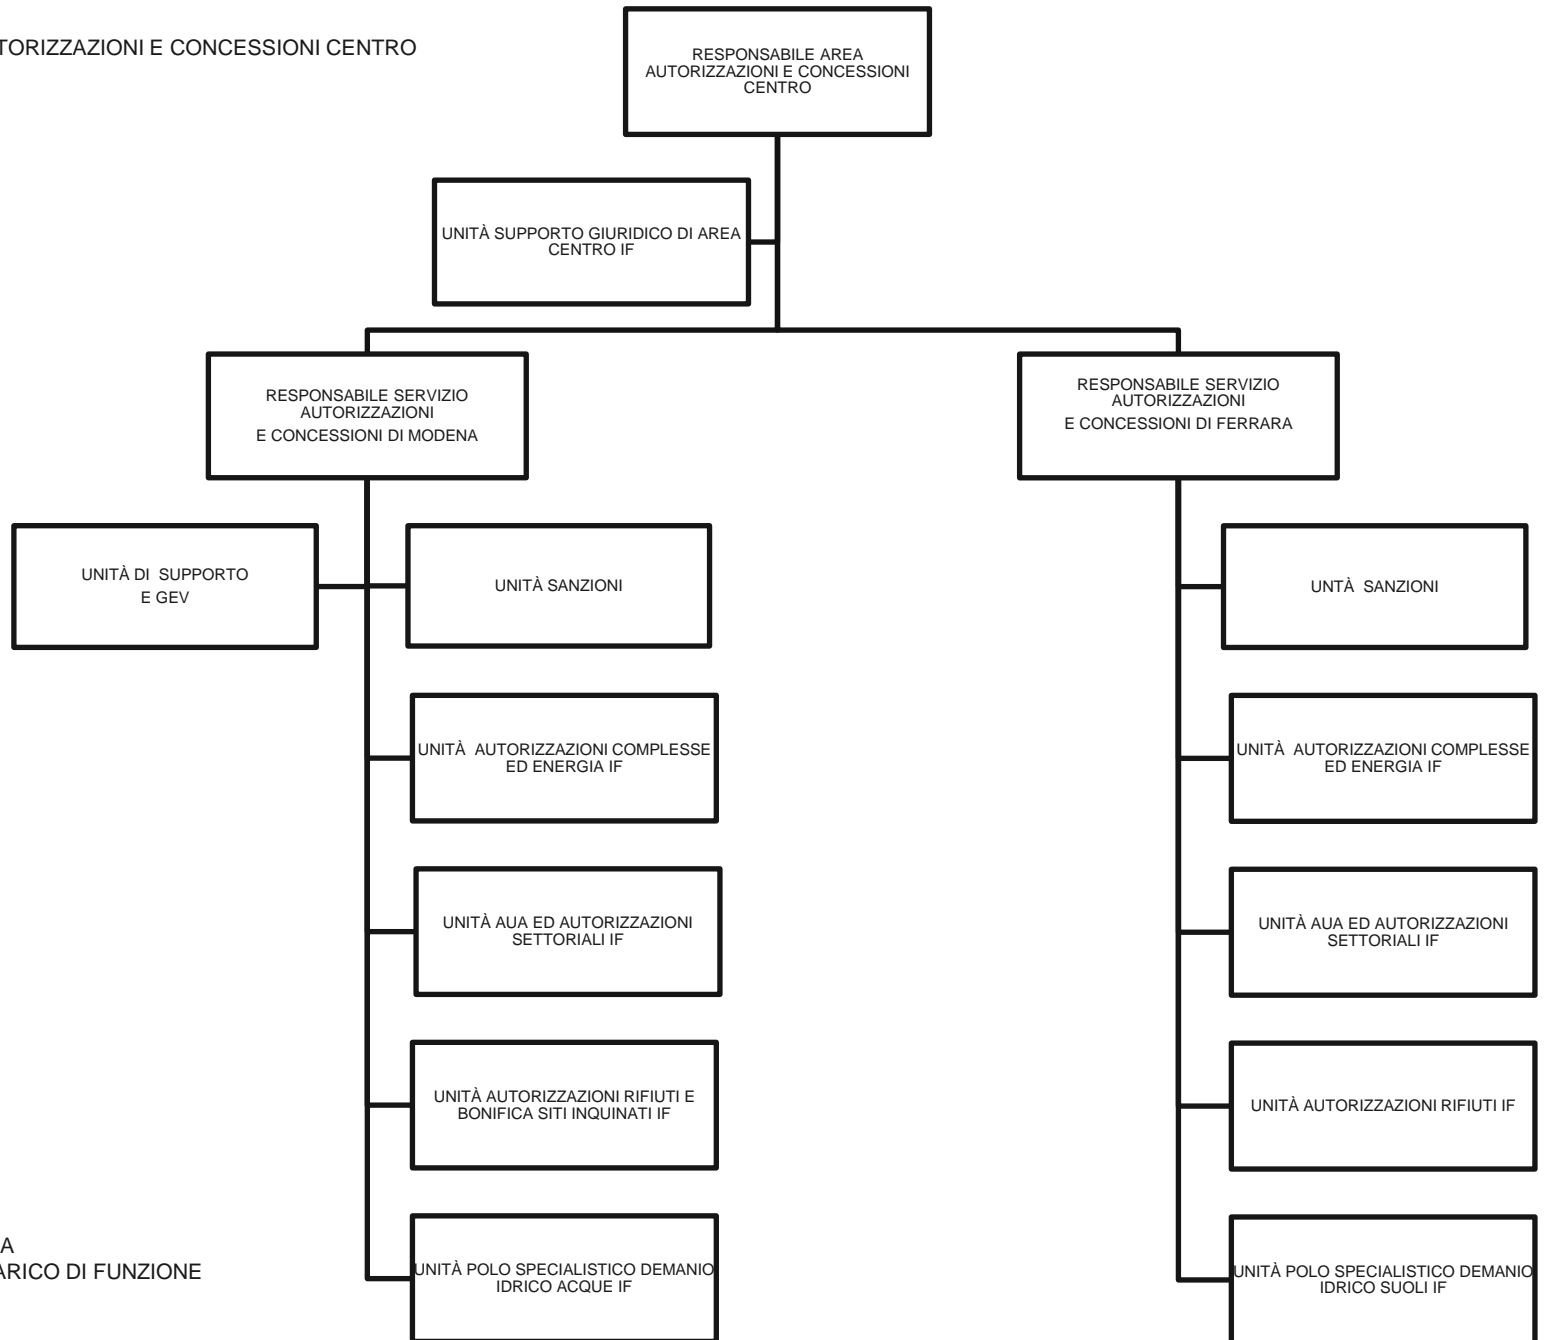 TORIZZAZIONI E CONCESSIONI CENTRO
RESPONSABILE AREA
AUTORIZZAZIONI E CONCESSIONI
CENTRO
UNITÀ SUPPORTO GIURIDICO DI AREA
CENTRO IF
RESPONSABILE SERVIZIO
AUTORIZZAZIONI
E CONCESSIONI DI MODENA
RESPONSABILE SERVIZIO
AUTORIZZAZIONI
E CONCESSIONI DI FERRARA
UNITÀ DI SUPPORTO
E GEV
UNITÀ SANZIONI
UNTÀ SANZIONI
UNITÀ AUTORIZZAZIONI COMPLESSE
ED ENERGIA IF
UNITÀ AUTORIZZAZIONI COMPLESSE
ED ENERGIA IF
UNITÀ AUA ED AUTORIZZAZIONI
SETTORIALI IF
UNITÀ AUA ED AUTORIZZAZIONI
SETTORIALI IF
UNITÀ AUTORIZZAZIONI RIFIUTI E
BONIFICA SITI INQUINATI IF
UNITÀ AUTORIZZAZIONI RIFIUTI IF
A
ARICO DI FUNZIONE
UNITÀ POLO SPECIALISTICO DEMANIO
IDRICO ACQUE IF
UNITÀ POLO SPECIALISTICO DEMANIO
IDRICO SUOLI IF